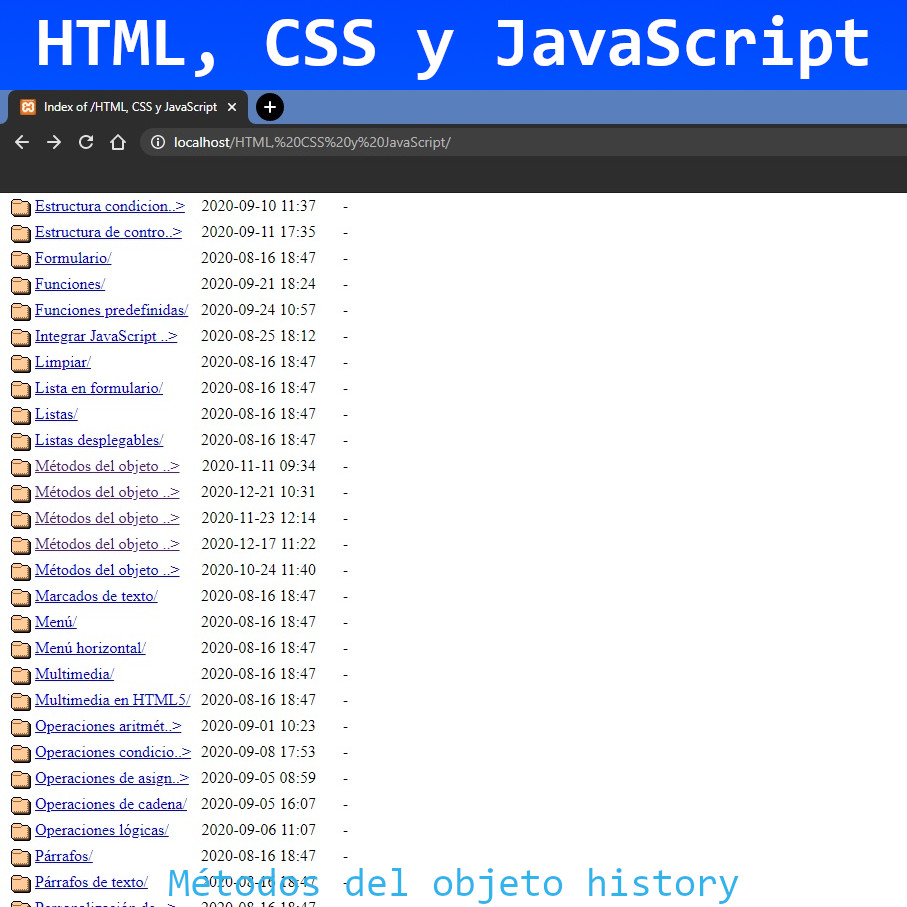 HTML, CSS y JavaScript
Index of /HTML, CSS y JavaScript
localhost/HTML,%20CSS%20y%20JavaScript/
Estructura condicion..> 2020-09-10 11:37 -
Estructura de contro..> 2020-09-11 17:35 -
Formulario/ 2020-08-16 18:47 -
Funciones/ 2020-09-21 18:24 -
Funciones predefinidas/ 2020-09-24 10:57 -
Integrar JavaScript ..> 2020-08-25 18:12 -
Limpiar/ 2020-08-16 18:47 -
Lista en formulario/ 2020-08-16 18:47 -
Listas/ 2020-08-16 18:47 -
Listas desplegables/ 2020-08-16 18:47 -
Métodos del objeto ..> 2020-11-11 09:34 -
Métodos del objeto ..> 2020-12-21 10:31 -
Métodos del objeto ..> 2020-11-23 12:14 -
Métodos del objeto ..> 2020-12-17 11:22 -
Métodos del objeto ..> 2020-10-24 11:40 -
Marcados de texto/ 2020-08-16 18:47 -
Menú/ 2020-08-16 18:47 -
Menú horizontal/ 2020-08-16 18:47 -
Multimedia/ 2020-08-16 18:47 -
Multimedia en HTML5/ 2020-08-16 18:47 -
Operaciones aritmét..> 2020-09-01 10:23 -
Operaciones condicio..> 2020-09-08 17:53 -
Operaciones de asign..> 2020-09-05 08:59 -
Operaciones de cadena/ 2020-09-05 16:07 -
Operaciones lógicas/ 2020-09-06 11:07 -
Párrafos/ 2020-08-16 18:47 -
Párrafos de texto/ 2020-08-16 18:47 -
Métodos del objeto history